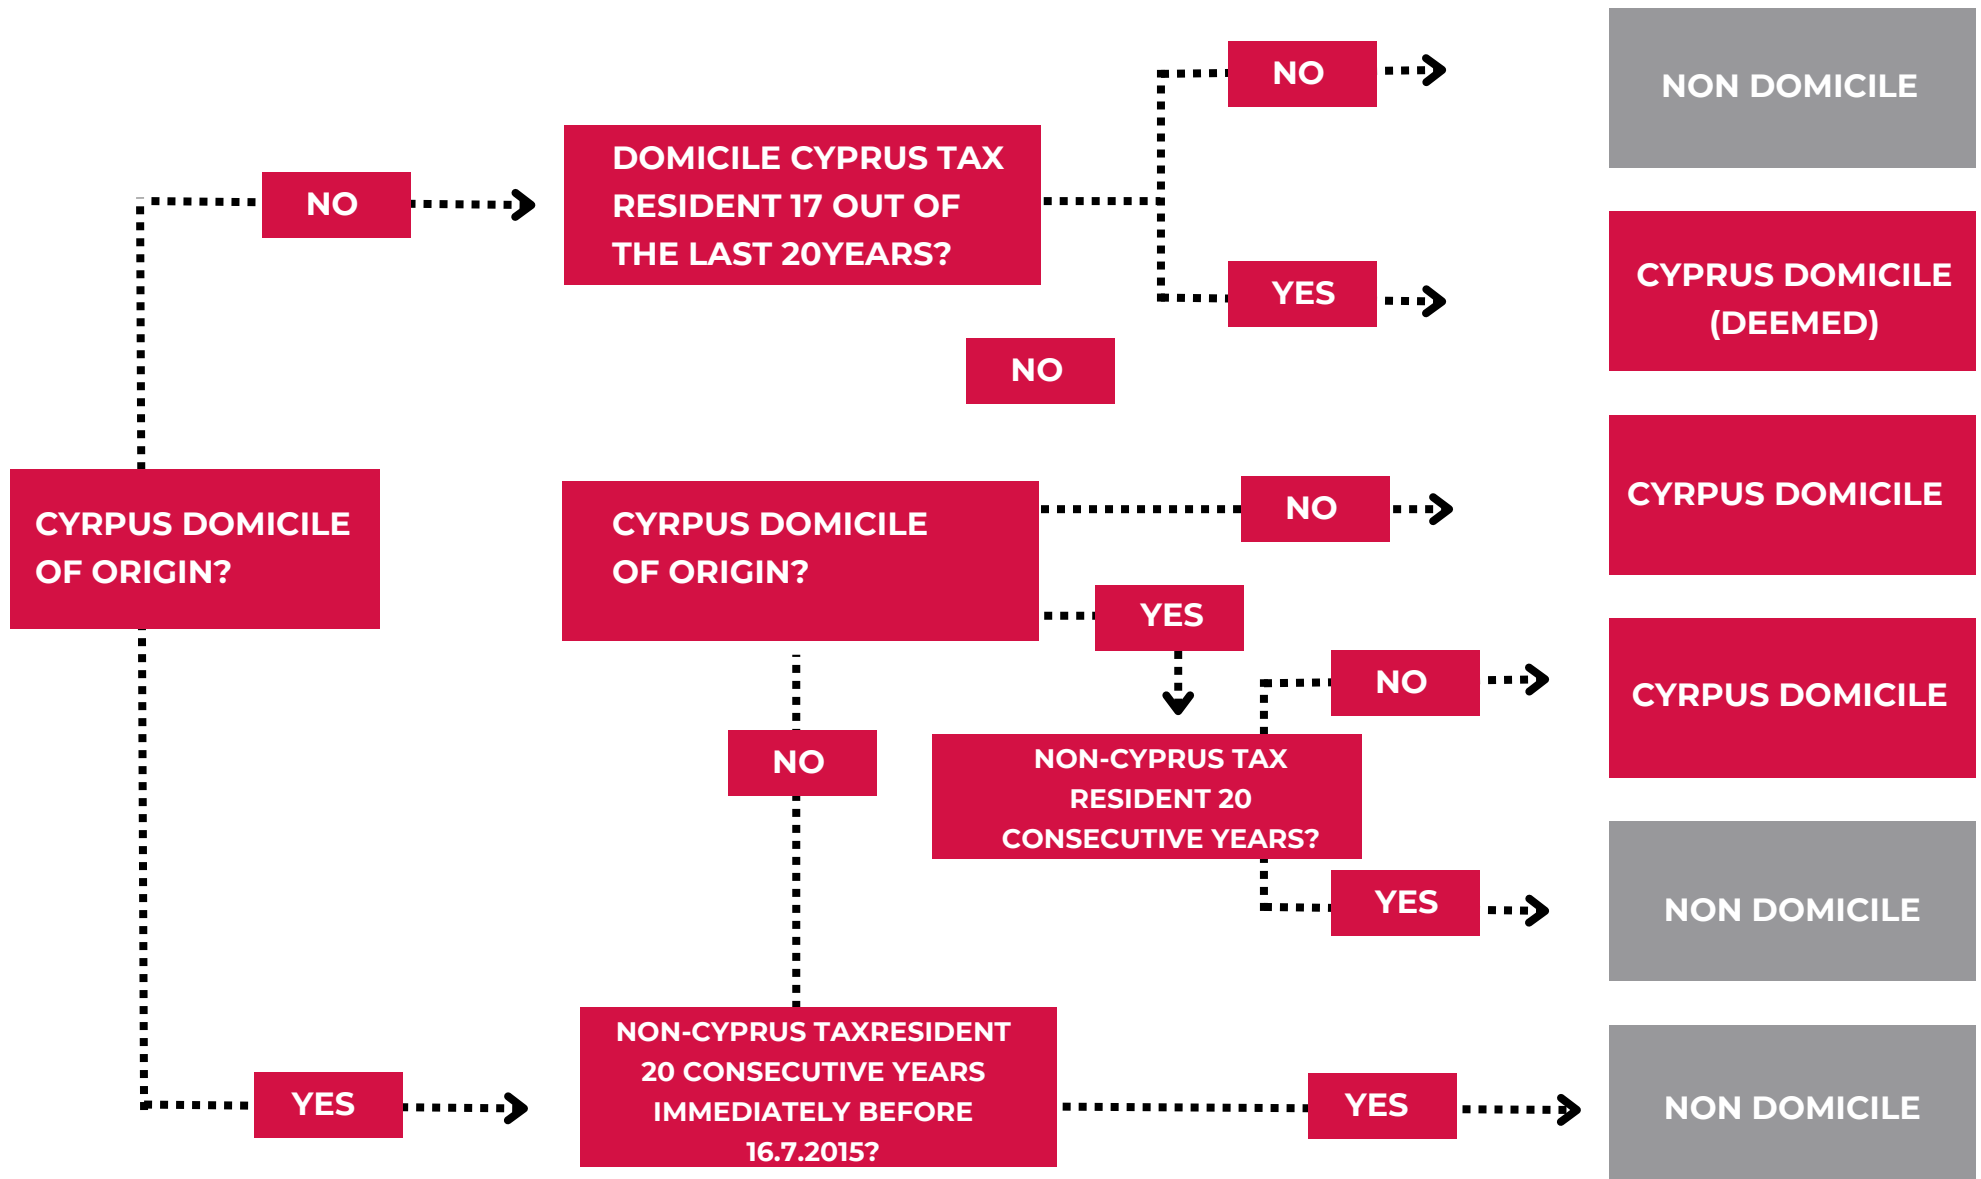 NO
NON DOMICILE
DOMICILE CYPRUS TAX
RESIDENT 17 OUT OF
THE LAST 20YEARS?
NO
YES
CYPRUS DOMICILE
(DEEMED)
NO
CYRPUS DOMICILE
OF ORIGIN?
CYRPUS DOMICILE
OF ORIGIN?
NO
CYRPUS DOMICILE
YES
NO
CYRPUS DOMICILE
NO
NON-CYPRUS TAX
RESIDENT 20
CONSECUTIVE YEARS?
YES
NON DOMICILE
NON-CYPRUS TAXRESIDENT
20 CONSECUTIVE YEARS
IMMEDIATELY BEFORE
16.7.2015?
YES
YES
NON DOMICILE